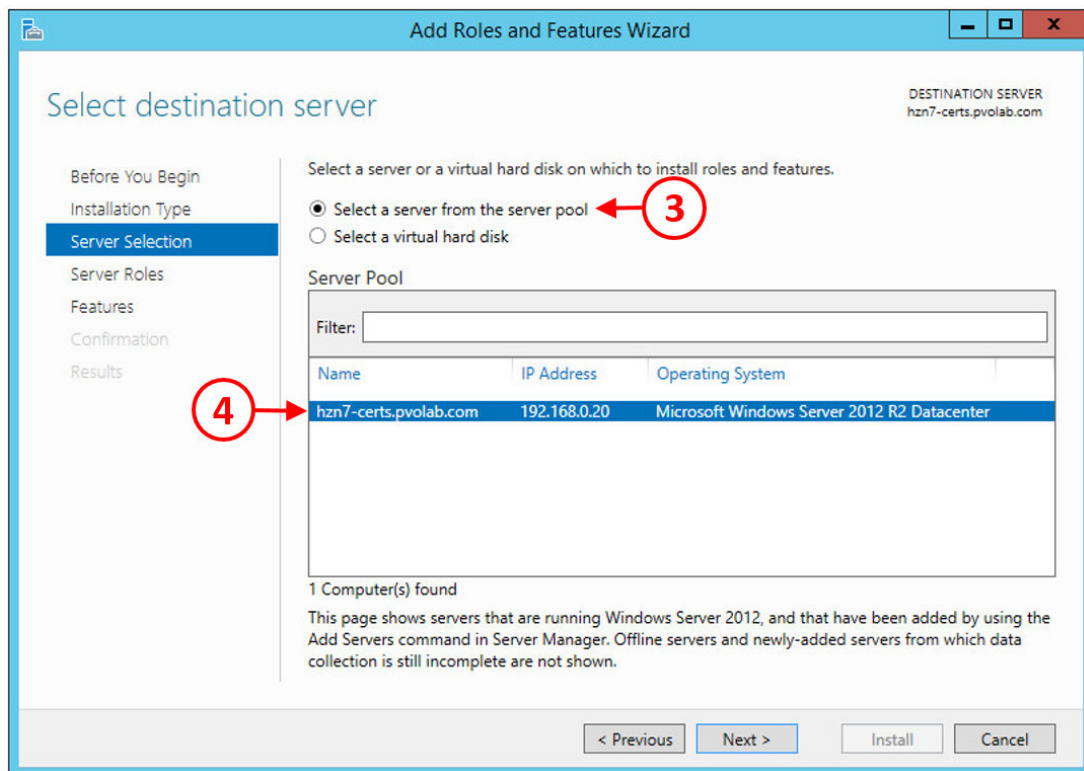 Add Roles and Features Wizard
Select destination server
DESTINATION SERVER
hzn7-certs.pvolab.com
Before You Begin
Installation Type
Server Selection
Server Roles
Features
Confirmation
Results
Select a server or a virtual hard disk on which to install roles and features.
Select a server from the server pool
3
Select a virtual hard disk
Server Pool
Filter:
Name IP Address Operating System
4
hzn7-certs.pvolab.com 192.168.0.20 Microsoft Windows Server 2012 R2 Datacenter
1 Computer(s) found
This page shows servers that are running Windows Server 2012, and that have been added by using the
Add Servers command in Server Manager. Offline servers and newly-added servers from which data
collection is still incomplete are not shown.
< Previous Next > Install Cancel